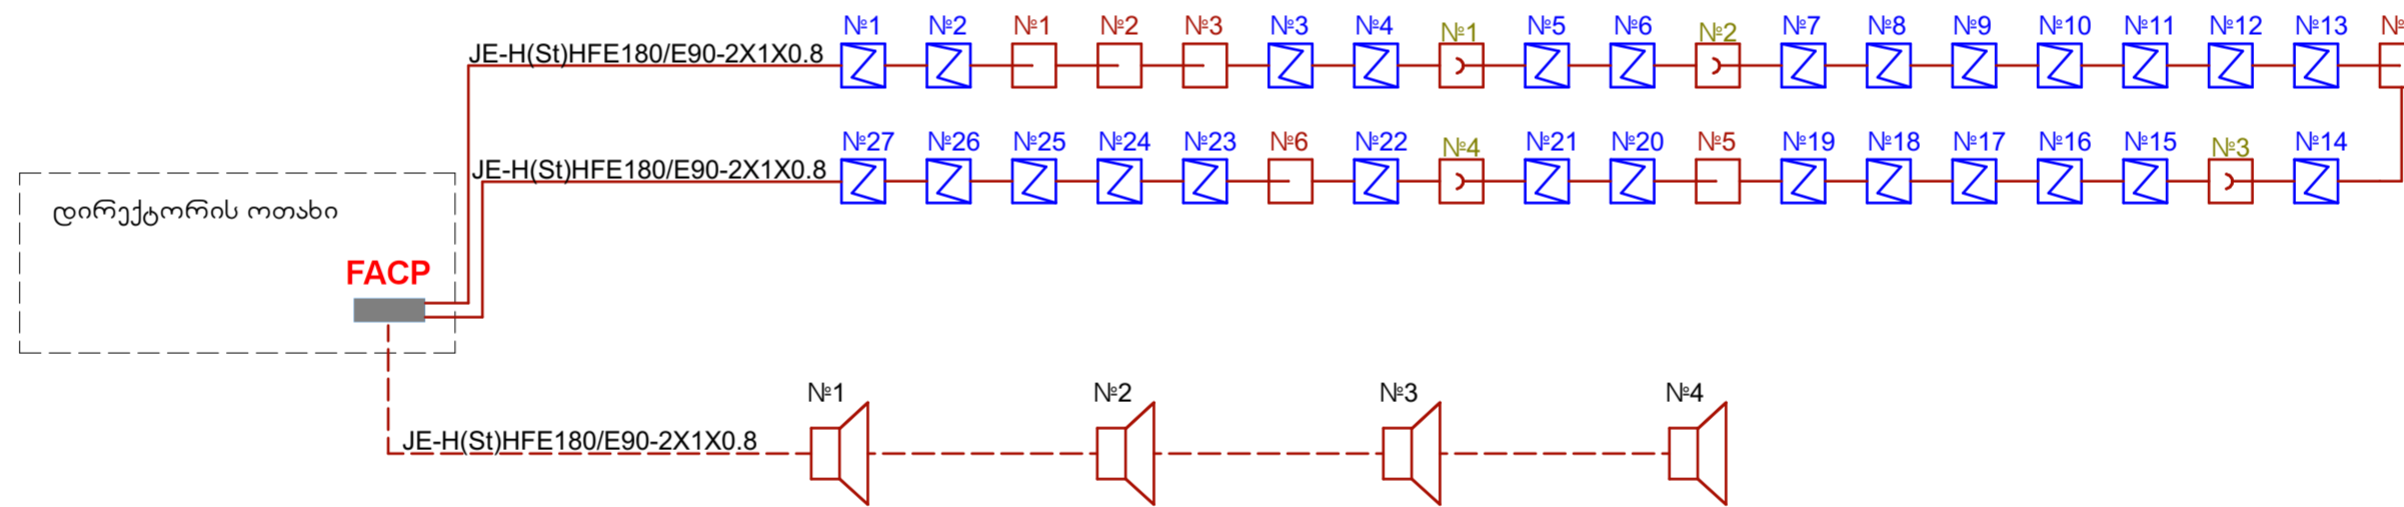 №1 №2 №1 №2 №3 №3 №4 №1 №5 №6 №2 №7 №8 №9 №10 №11 №12 №13
JE-H(St)HFE180/E90-2X1X0.8
№27 №26 №25 №24 №23 №6 №22 №4 №21 №20 №5 №19 №18 №17 №16 №15 №3 №14
JE-H(St)HFE180/E90-2X1X0.8
დირექტორის ოთახი
FACP
№1 №2 №3 №4
JE-H(St)HFE180/E90-2X1X0.8